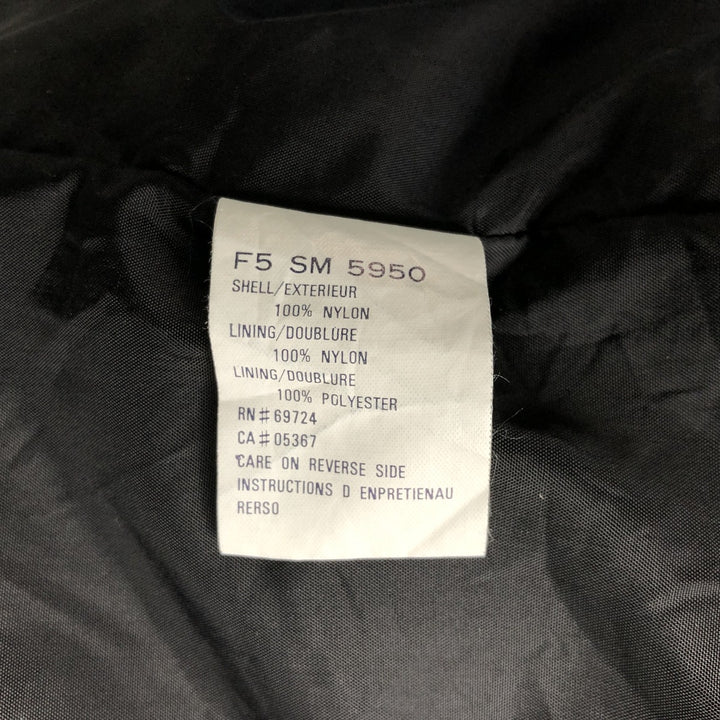 F5 SM 5950
SHELL/EXTERIEUR
100% NYLON
LINING/DOUBLURE
100% NYLON
LINING/DOUBLURE
100% POLYESTER
RN#69724
CA#05367
CARE ON REVERSE SIDE
INSTRUCTIONS D ENPRETIENAU
RERSO